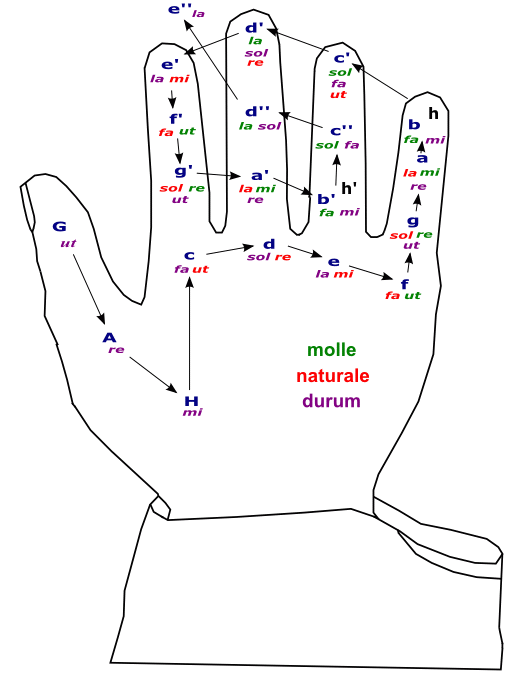 e'' la
d'
la
sol
re
e'
la mi
c'
sol
fa
ut
f'
fa ut
d''
la sol
b h
fa mi
c''
sol fa
a
la mi
re
g'
sol re
ut
a'
la mi
re
b' h'
fa mi
g
sol re
ut
G
ut
c
fa ut
d
sol re
e
la mi
f
fa ut
A
re
H
mi
molle
naturale
durum